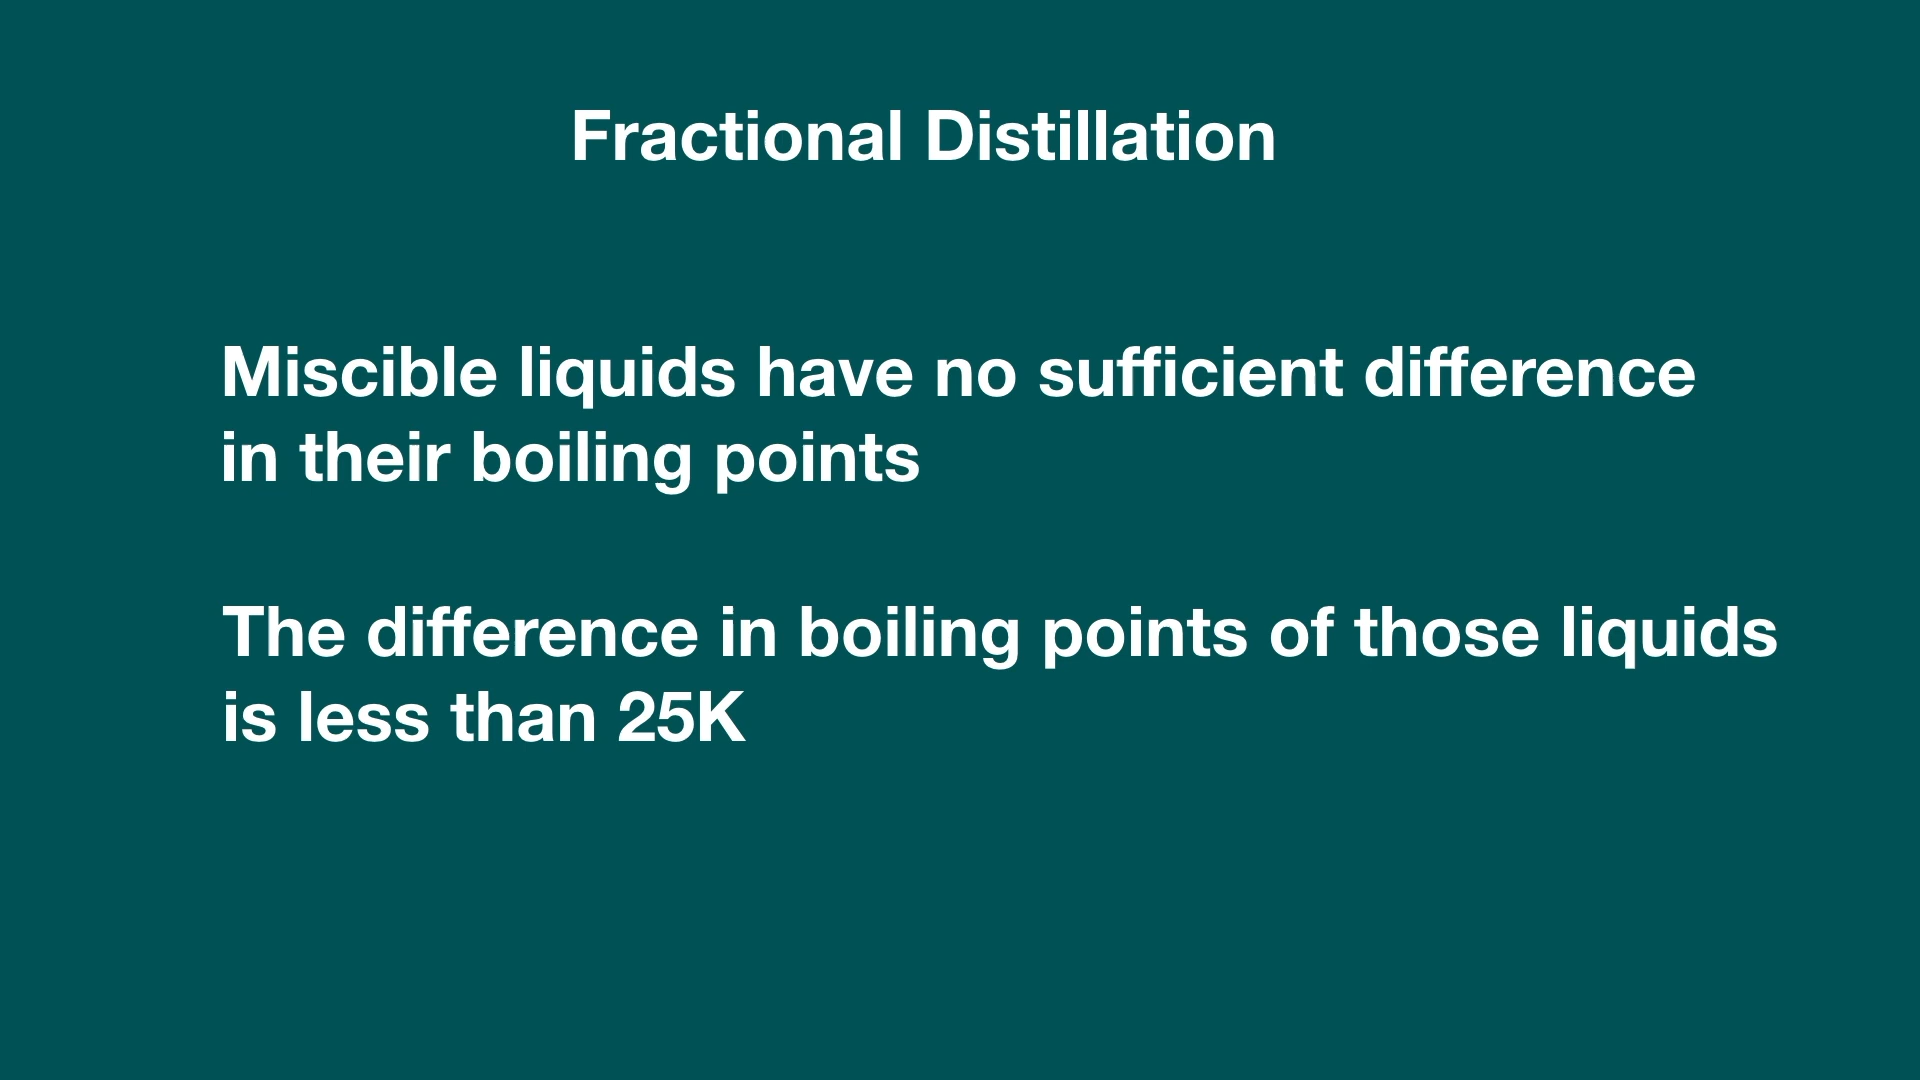 Fractional Distillation
Miscible liquids have no sufficient difference
in their boiling points
The difference in boiling points of those liquids
is less than 25K